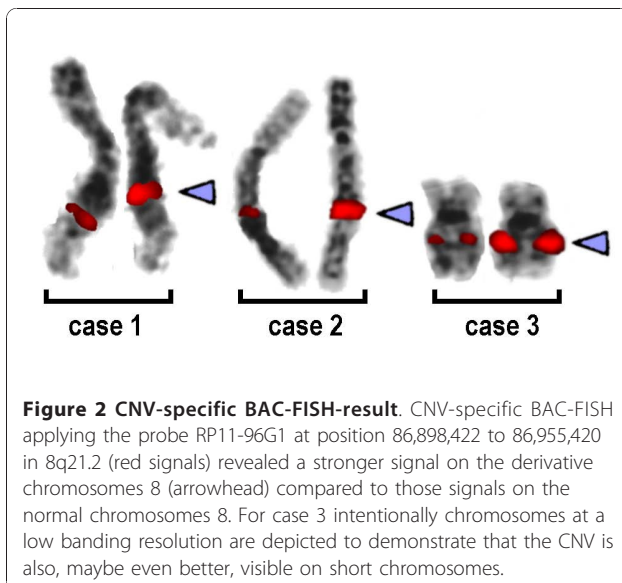 case 1 case 2 case 3
Figure 2 CNV-specific BAC-FISH-result. CNV-specific BAC-FISH
applying the probe RP11-96G1 at position 86,898,422 to 86,955,420
in 8q21.2 (red signals) revealed a stronger signal on the derivative
chromosomes 8 (arrowhead) compared to those signals on the
normal chromosomes 8. For case 3 intentionally chromosomes at a
low banding resolution are depicted to demonstrate that the CNV is
also, maybe even better, visible on short chromosomes.